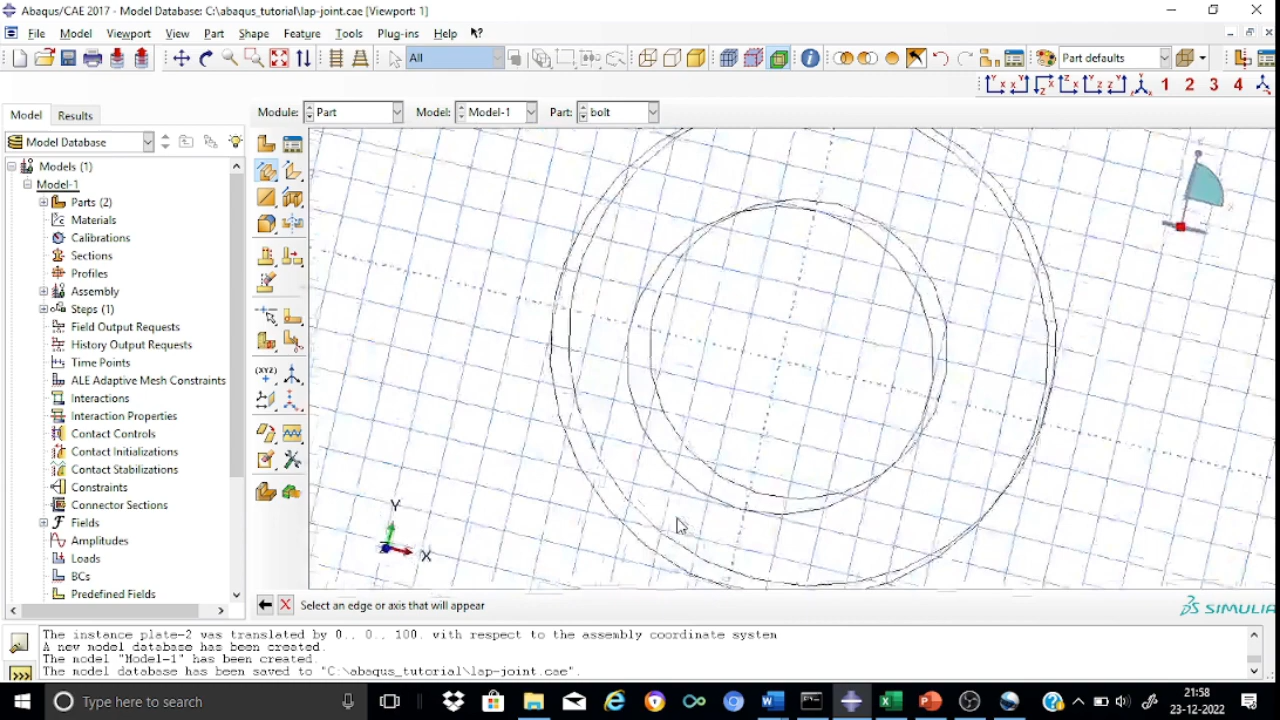 Abaqus/CAE 2017 - Model Database: C:\abaqus_tutorial\lap-joint.cae [Viewport: 1]
File Model Viewport View Part Shape Feature Tools Plug-ins Help
All
Part defaults
1 2 3 4
Model Results
Module: Part Model: Model-1 Part: bolt
Model Database
Models (1)
Model-1
Parts (2)
Materials
Calibrations
Sections
Profiles
Assembly
Steps (1)
Field Output Requests
History Output Requests
Time Points
ALE Adaptive Mesh Constraints
Interactions
Interaction Properties
Contact Controls
Contact Initializations
Contact Stabilizations
Constraints
Connector Sections
Fields
Amplitudes
Loads
BCs
Predefined Fields
(XYZ)
Y
X
Select an edge or axis that will appear
SIMULIA
The instance plate-2 was translated by 0., 0., 100. with respect to the assembly coordinate system
A new model database has been created.
The model "Model-1" has been created.
The model database has been saved to "C:\abaqus_tutorial\lap-joint.cae".
>>>
Type here to search
21:58
23-12-2022